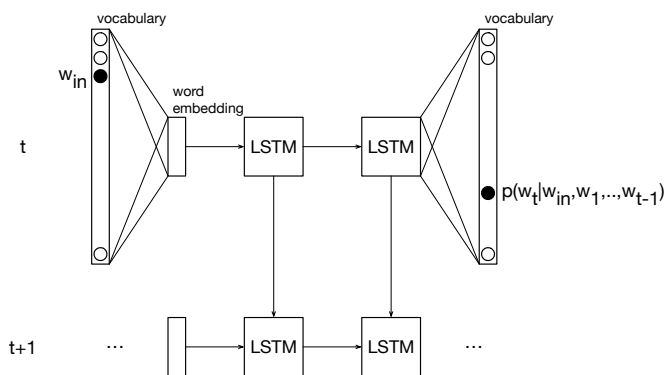 vocabulary
vocabulary
w_in
word
embedding
t
LSTM
LSTM
p(w_t|w_in,w_1,..,w_t-1)
t+1
...
LSTM
LSTM
...